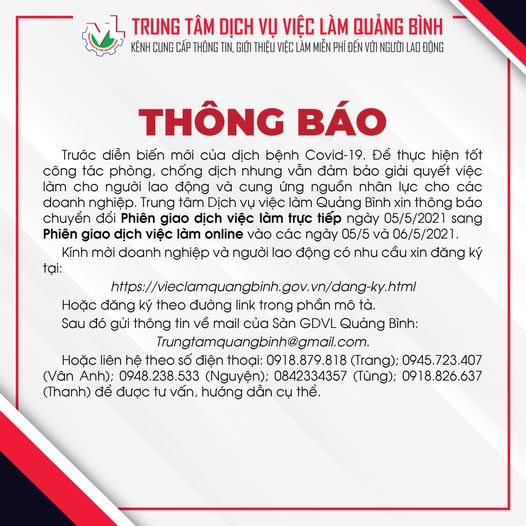 TRUNG TÂM DỊCH VỤ VIỆC LÀM QUẢNG BÌNH
KÊNH CUNG CẤP THÔNG TIN, GIỚI THIỆU VIỆC LÀM MIỄN PHÍ ĐẾN VỚI NGƯỜI LAO ĐỘNG
THÔNG BÁO
Trước diễn biến mới của dịch bệnh Covid-19. Để thực hiện tốt
công tác phòng, chống dịch nhưng vẫn đảm bảo giải quyết việc
làm cho người lao động và cung ứng nguồn nhân lực cho các
doanh nghiệp. Trung tâm Dịch vụ việc làm Quảng Bình xin thông báo
chuyển đổi Phiên giao dịch việc làm trực tiếp ngày 05/5/2021 sang
Phiên giao dịch việc làm online vào các ngày 05/5 và 06/5/2021.
Kính mời doanh nghiệp và người lao động có nhu cầu xin đăng ký
tại:
https://vieclamquangbinh.gov.vn/dang-ky.html
Hoặc đăng ký theo đường link trong phần mô tả.
Sau đó gửi thông tin về mail của Sàn GDVL Quảng Bình:
Trungtamquangbinh@gmail.com.
Hoặc liên hệ theo số điện thoại: 0918.879.818 (Trang); 0945.723.407
(Vân Anh); 0948.238.533 (Nguyện); 0842334357 (Tùng); 0918.826.637
(Thanh) để được tư vấn, hướng dẫn cụ thể.